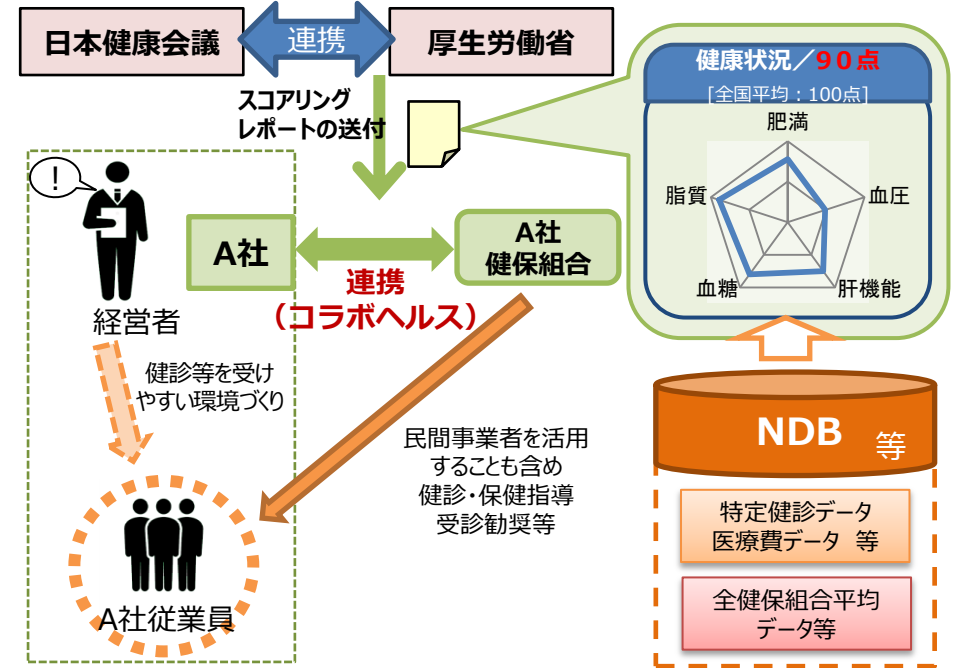 日本健康会議
連携
厚生労働省
スコアリング
レポートの送付
健康状況／９０点
[全国平均：100点]
肥満
血圧
肝機能
血糖
脂質
！
経営者
A社
A社
健保組合
連携
（コラボヘルス）
健診等を受け
やすい環境づくり
民間事業者を活用
することも含め
健診・保健指導
受診勧奨等
A社従業員
NDB 等
特定健診データ
医療費データ 等
全健保組合平均
データ等